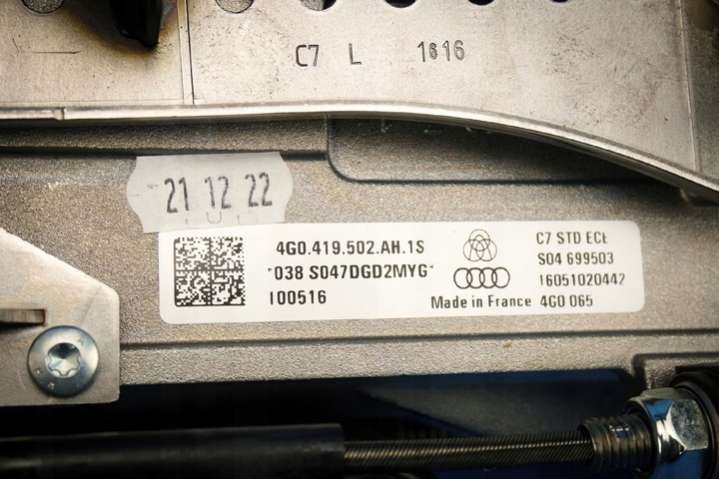 C7 L 1616
21 12 22
4G0.419.502.AH.1S
*038 S047DGD2MYG*
100516
Made in France
C7 STD ECE
S04 699503
16051020442
4G0 065